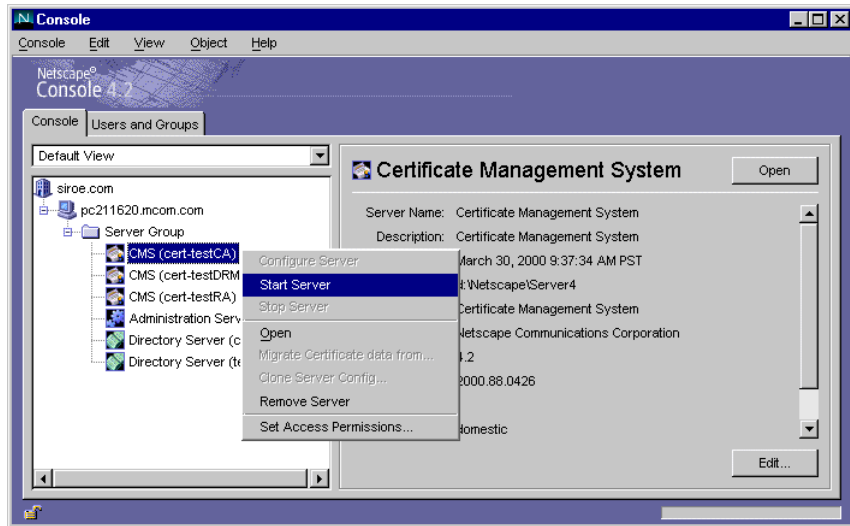 Console
Console Edit View Object Help
Netscape®
Console 4.2
Console Users and Groups
Default View
siroe.com
pc211620.mcom.com
Server Group
CMS (cert-testCA)
CMS (cert-testDRM
CMS (cert-testRA)
Administration Serv
Directory Server (c
Directory Server (te
Configure Server
Start Server
Stop Server
Open
Migrate Certificate data from...
Clone Server Config...
Remove Server
Set Access Permissions...
Certificate Management System Open
Server Name: Certificate Management System
Description: Certificate Management System
March 30, 2000 9:37:34 AM PST
d:\Netscape\Server4
Certificate Management System
Netscape Communications Corporation
4.2
2000.88.0426
domestic
Edit...